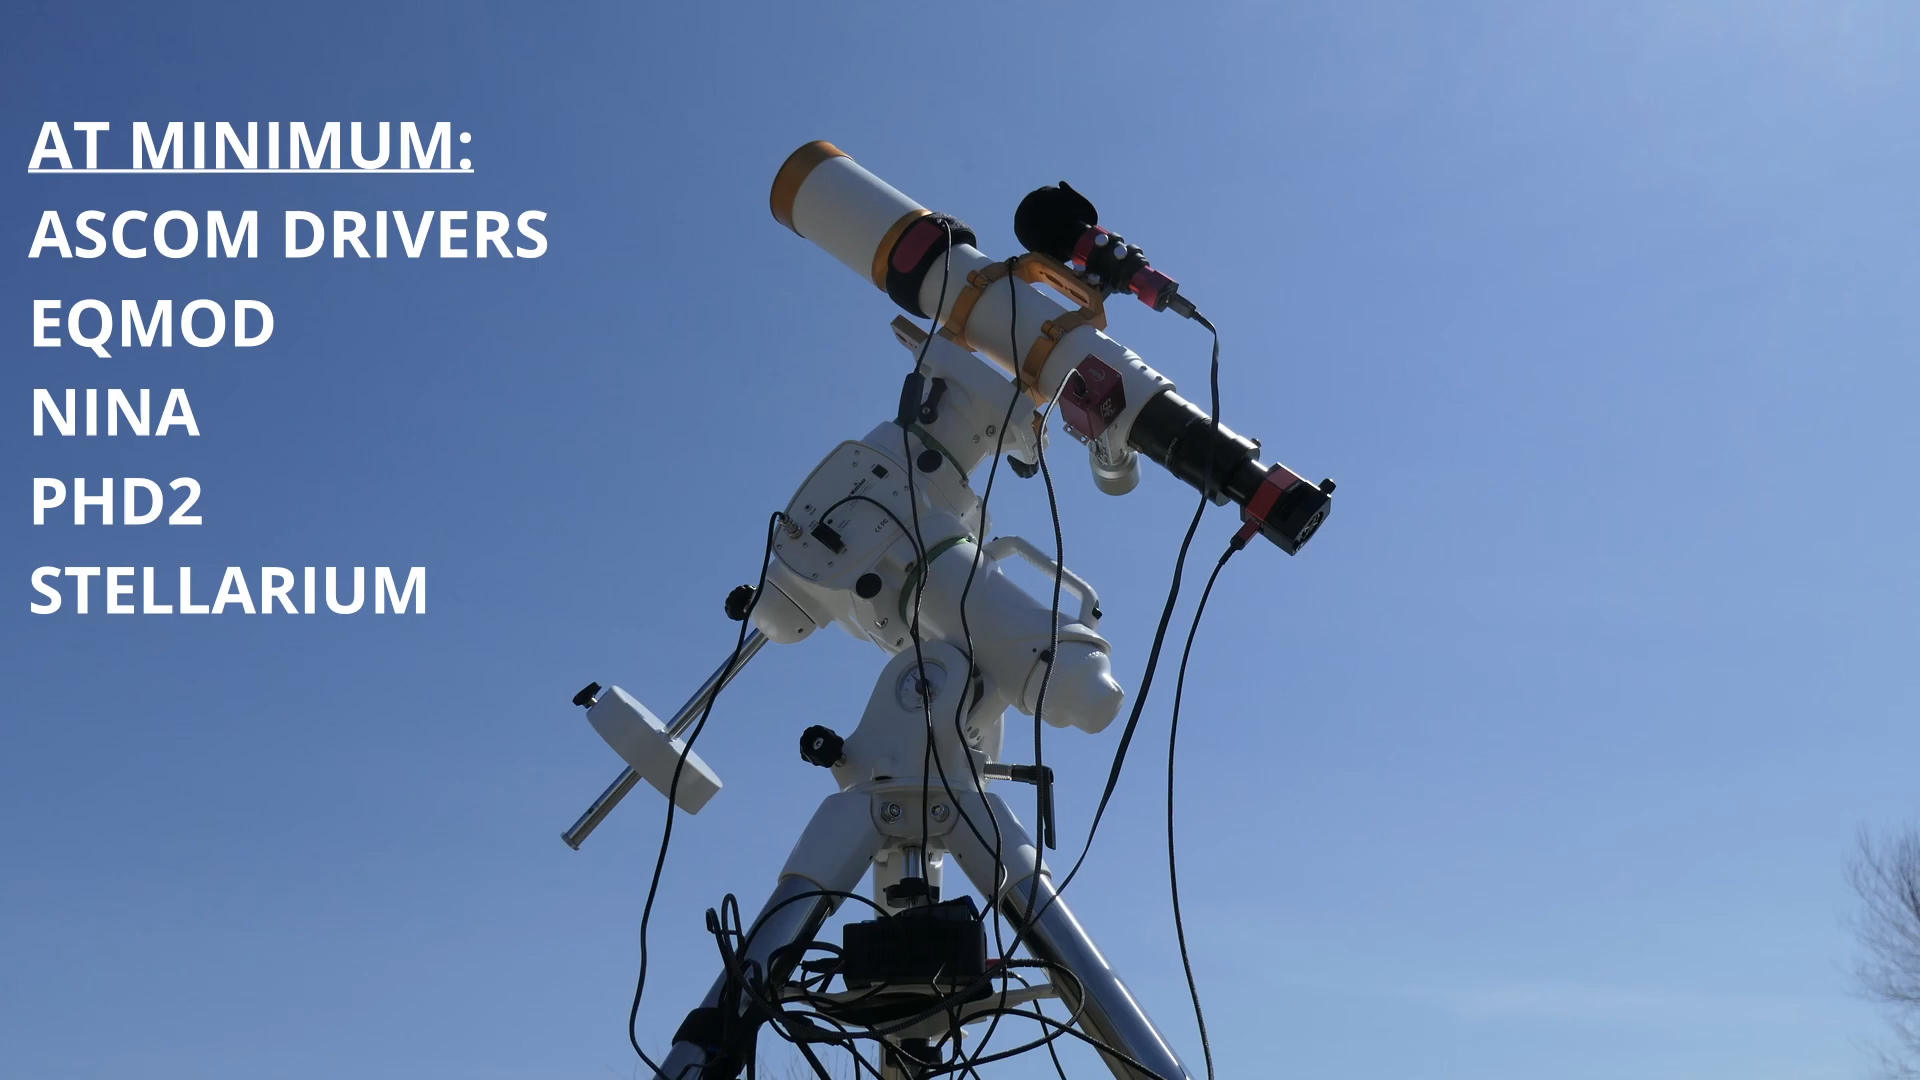 AT MINIMUM:
ASCOM DRIVERS
EQMOD
NINA
PHD2
STELLARIUM